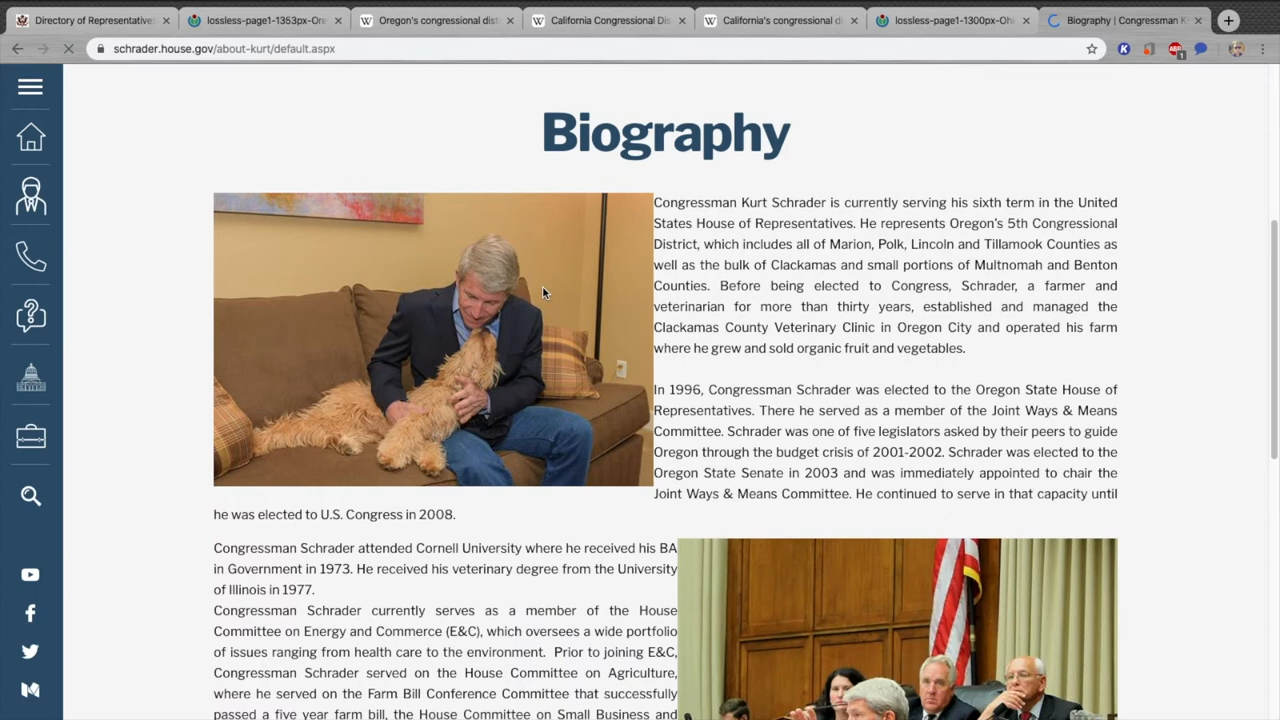 Directory of Representatives
lossless-page1-1353px-Ore
Oregon's congressional dist
California Congressional Dis
California's congressional di
lossless-page1-1300px-Ohi
Biography | Congressman K
schrader.house.gov/about-kurt/default.aspx
Biography
Congressman Kurt Schrader is currently serving his sixth term in the United
States House of Representatives. He represents Oregon's 5th Congressional
District, which includes all of Marion, Polk, Lincoln and Tillamook Counties as
well as the bulk of Clackamas and small portions of Multnomah and Benton
Counties. Before being elected to Congress, Schrader, a farmer and
veterinarian for more than thirty years, established and managed the
Clackamas County Veterinary Clinic in Oregon City and operated his farm
where he grew and sold organic fruit and vegetables.
In 1996, Congressman Schrader was elected to the Oregon State House of
Representatives. There he served as a member of the Joint Ways & Means
Committee. Schrader was one of five legislators asked by their peers to guide
Oregon through the budget crisis of 2001-2002. Schrader was elected to the
Oregon State Senate in 2003 and was immediately appointed to chair the
Joint Ways & Means Committee. He continued to serve in that capacity until
he was elected to U.S. Congress in 2008.
Congressman Schrader attended Cornell University where he received his BA
in Government in 1973. He received his veterinary degree from the University
of Illinois in 1977.
Congressman Schrader currently serves as a member of the House
Committee on Energy and Commerce (E&C), which oversees a wide portfolio
of issues ranging from health care to the environment. Prior to joining E&C,
Congressman Schrader served on the House Committee on Agriculture,
where he served on the Farm Bill Conference Committee that successfully
passed a five year farm bill, the House Committee on Small Business and